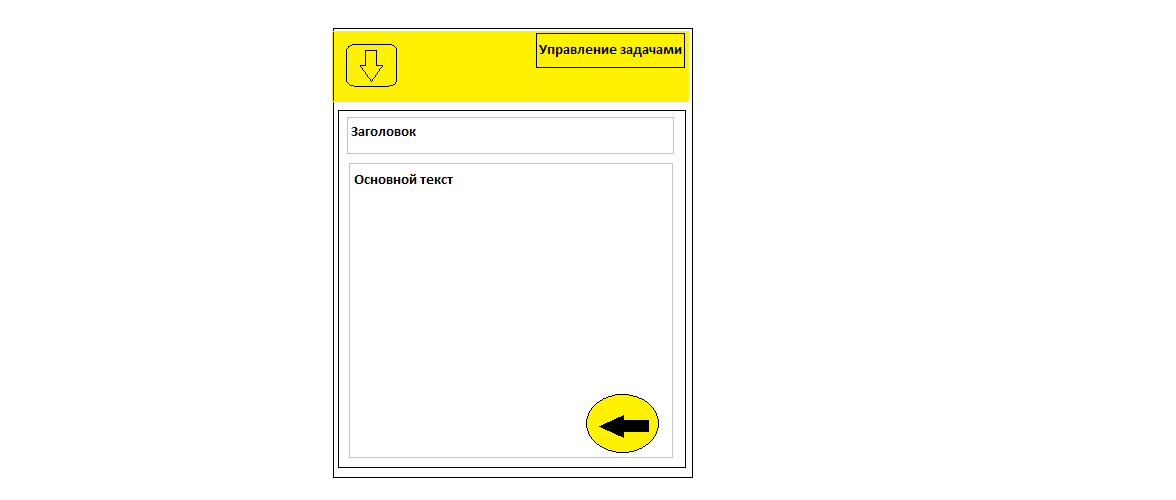 Управление задачами
Заголовок
Основной текст